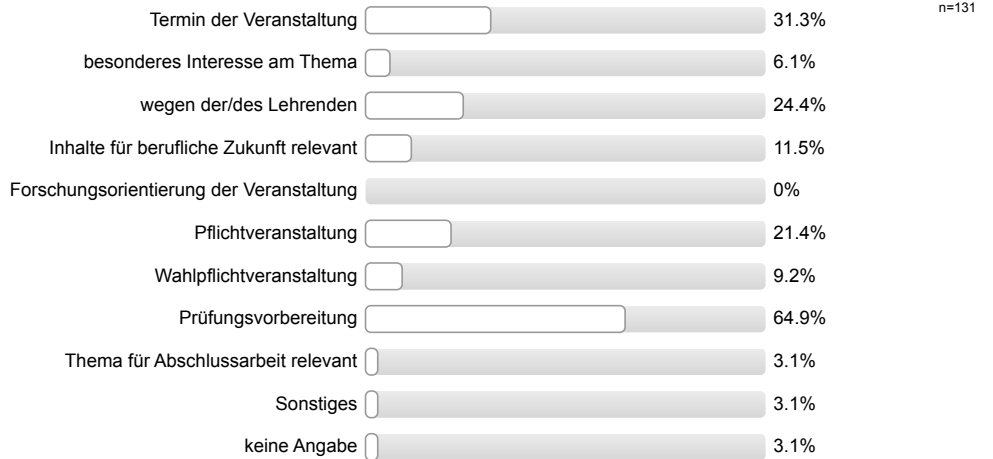 n=131
Termin der Veranstaltung 31.3%
besonderes Interesse am Thema 6.1%
wegen der/des Lehrenden 24.4%
Inhalte für berufliche Zukunft relevant 11.5%
Forschungsorientierung der Veranstaltung 0%
Pflichtveranstaltung 21.4%
Wahlpflichtveranstaltung 9.2%
Prüfungsvorbereitung 64.9%
Thema für Abschlussarbeit relevant 3.1%
Sonstiges 3.1%
keine Angabe 3.1%